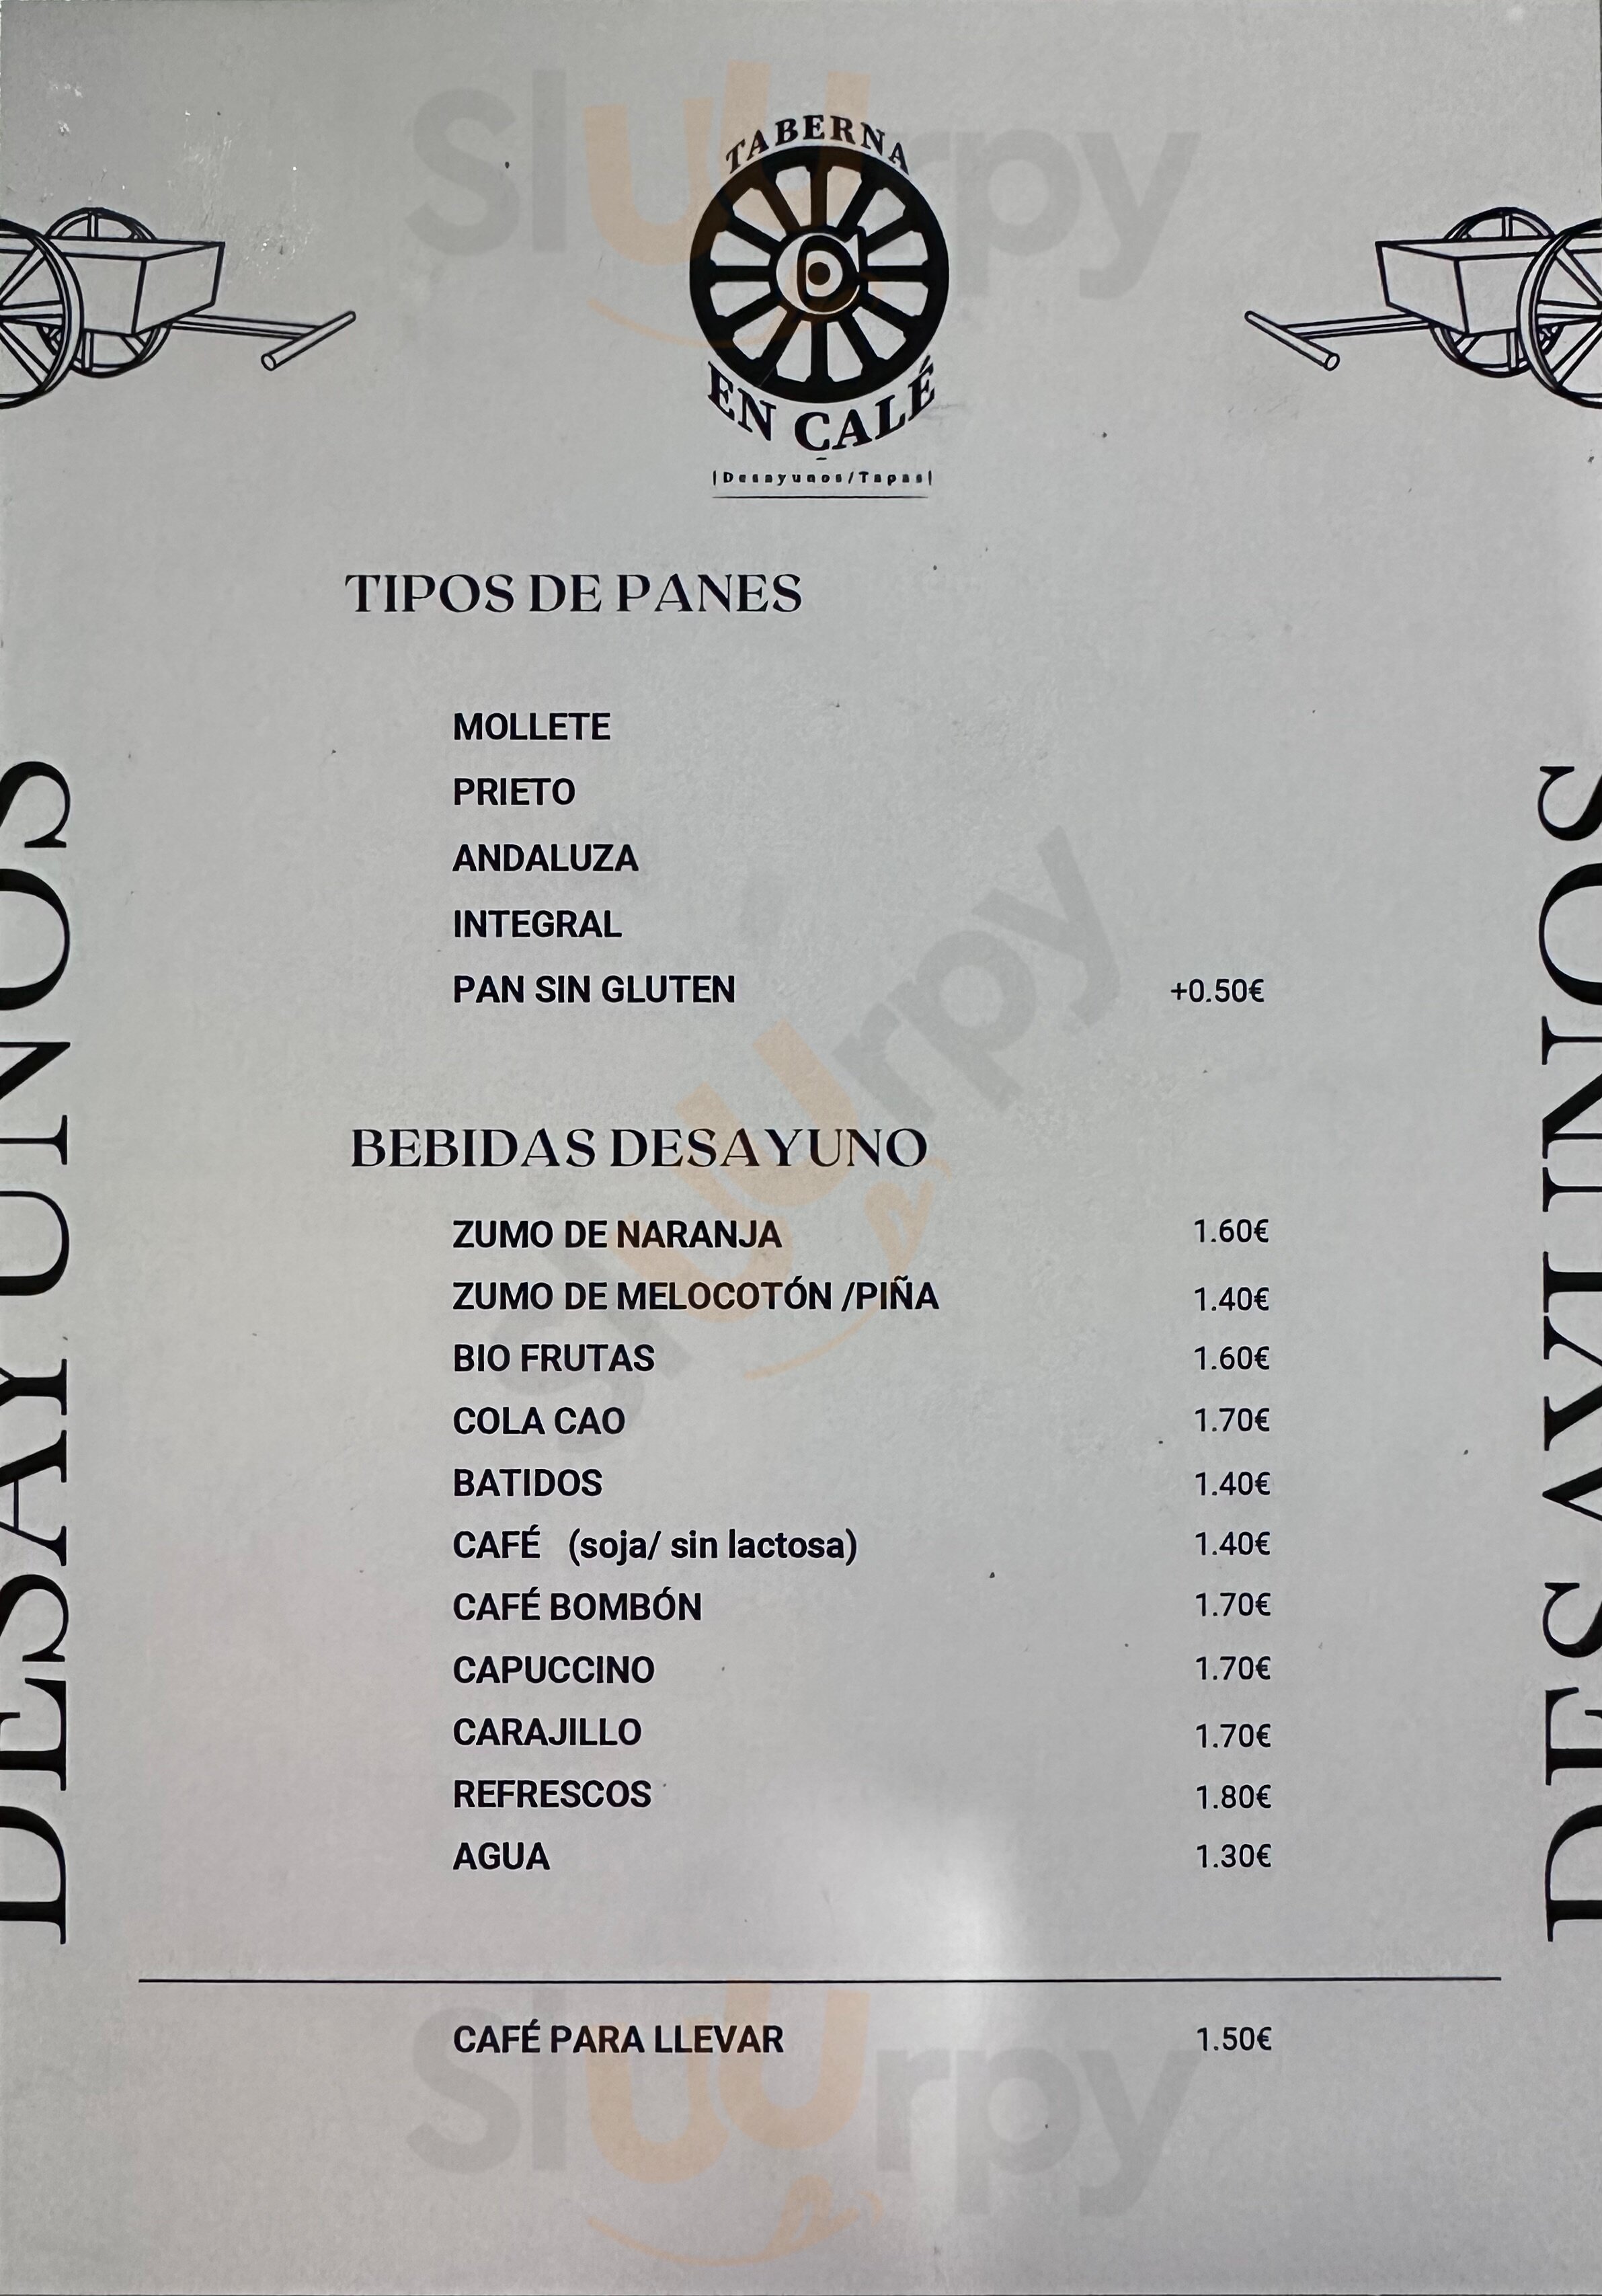 Sluurpy
TABERNA
EN CALÉ
|Desayunos/Tapas|
TIPOS DE PANES
MOLLETE
PRIETO
ANDALUZA
INTEGRAL
PAN SIN GLUTEN +0.50€
Sluurpy
BEBIDAS DESAYUNO
ZUMO DE NARANJA 1.60€
ZUMO DE MELOCOTÓN /PIÑA 1.40€
BIO FRUTAS 1.60€
COLA CAO 1.70€
BATIDOS 1.40€
CAFÉ (soja/ sin lactosa) 1.40€
CAFÉ BOMBÓN 1.70€
CAPUCCINO 1.70€
CARAJILLO 1.70€
REFRESCOS 1.80€
AGUA 1.30€
CAFÉ PARA LLEVAR 1.50€
Sluurpy
DESAYUNOS
DESAYUNOS